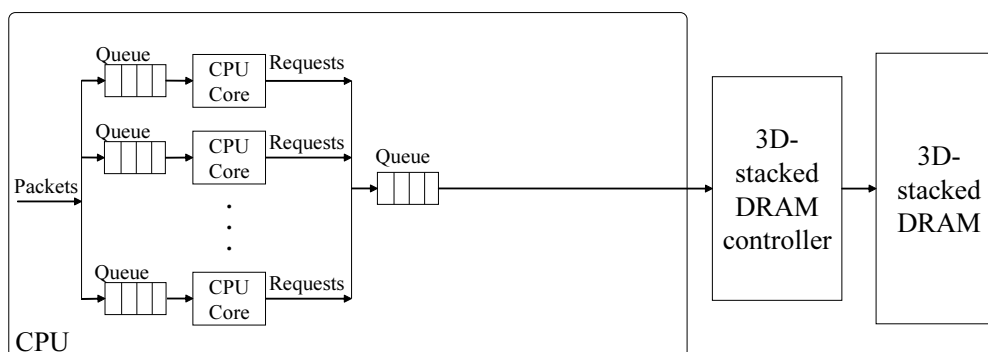 Queue
CPU
Core
Requests
Queue
CPU
Core
Requests
Queue
Packets
Queue
CPU
Core
Requests
CPU
3D-
stacked
DRAM
controller
3D-
stacked
DRAM